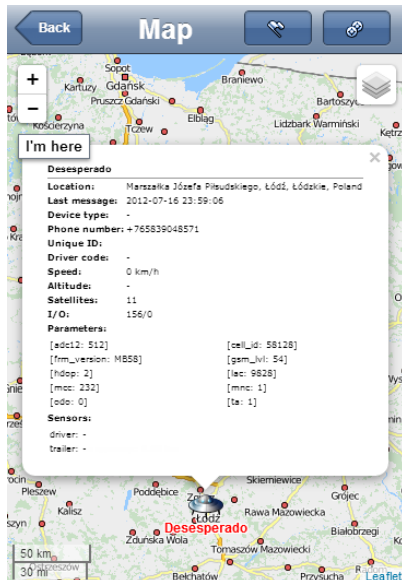 Back
Map
+
−
Sopot
Kartuzy
Gdańsk
Braniewo
Pruszcz Gdański
Bartoszyc
Elbląg
Kościerzyna
Tczew
Lidzbark Warmiński
Kętrz
I'm here
×
Desesperado
Location: Marszałka Józefa Piłsudskiego, Łódź, Łódzkie, Poland
Last message: 2012-07-16 23:59:06
Device type: -
Phone number: +765839048571
Unique ID:
Driver code: -
Speed: 0 km/h
Altitude: -
Satellites: 11
I/O: 156/0
Parameters:
[adc12: 512] [cell_id: 58128]
[frm_version: MB58] [gsm_lvl: 54]
[hdop: 2] [lac: 9828]
[mcc: 232] [mnc: 1]
[odo: 0] [ta: 1]
Sensors:
driver: -
trailer: -
ocin
Pleszew
Poddębice
Skierniewice
Grójec
Kalisz
Łódź
Rawa Mazowiecka
Desesperado
Białobrzegi
Zduńska Wola
Tomaszów Mazowiecki
50 km
30 mi
Ostrzeszów
Bełchatów
Przysucha
Leaflet